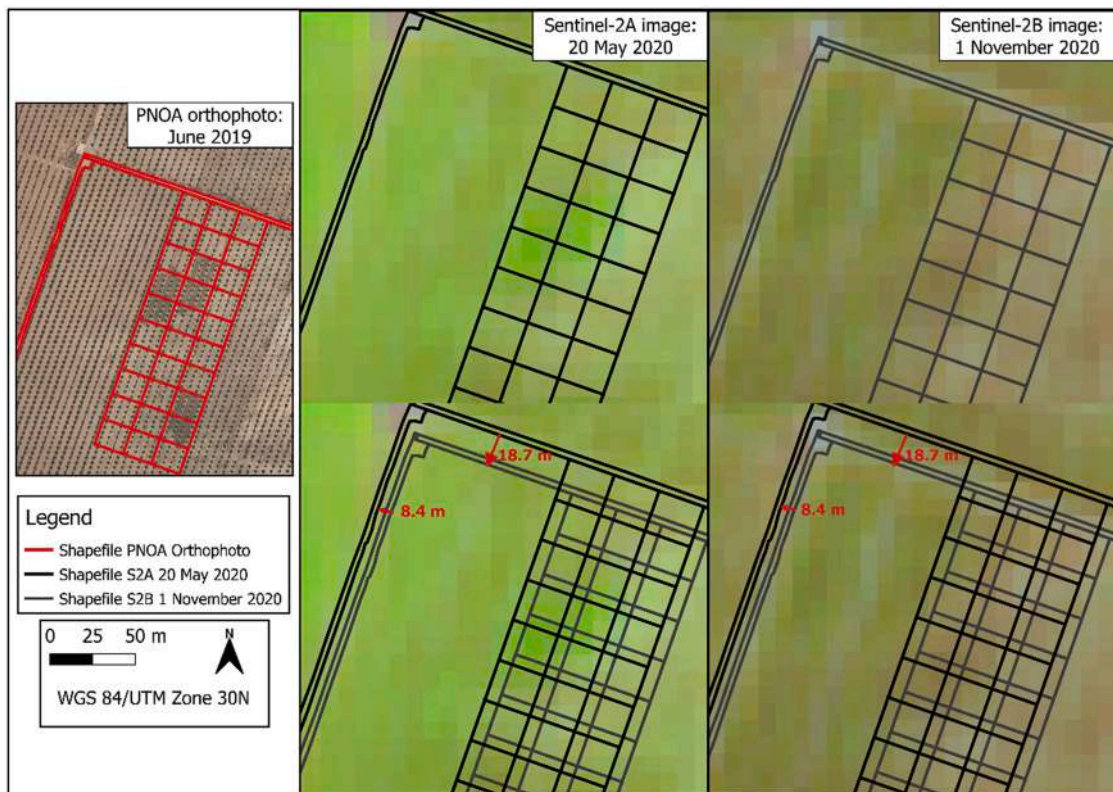 PNOA orthophoto:
June 2019
Sentinel-2A image:
20 May 2020
Sentinel-2B image:
1 November 2020
18.7 m
8.4 m
18.7 m
8.4 m
Legend
Shapefile PNOA Orthophoto
Shapefile S2A 20 May 2020
Shapefile S2B 1 November 2020
0 25 50 m
N
WGS 84/UTM Zone 30N